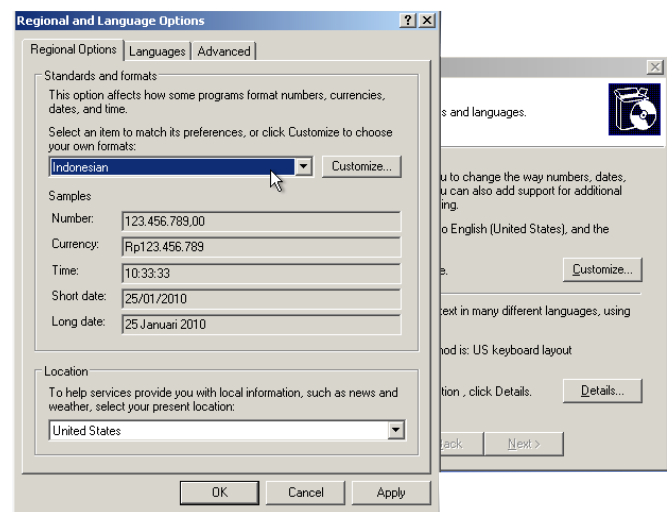 Regional and Language Options
Regional Options Languages Advanced
Standards and formats
This option affects how some programs format numbers, currencies,
dates, and time.
Select an item to match its preferences, or click Customize to choose
your own formats:
Indonesian
Customize...
Samples
Number: 123.456.789,00
Currency: Rp123.456.789
Time: 10:33:33
Short date: 25/01/2010
Long date: 25 Januari 2010
Location
To help services provide you with local information, such as news and
weather, select your present location:
United States
OK Cancel Apply
s and languages.
u to change the way numbers, dates,
u can also add support for additional
ing.
o English (United States), and the
e.
Customize...
text in many different languages, using
nod is: US keyboard layout
tion , click Details.
Details...
ack Next >